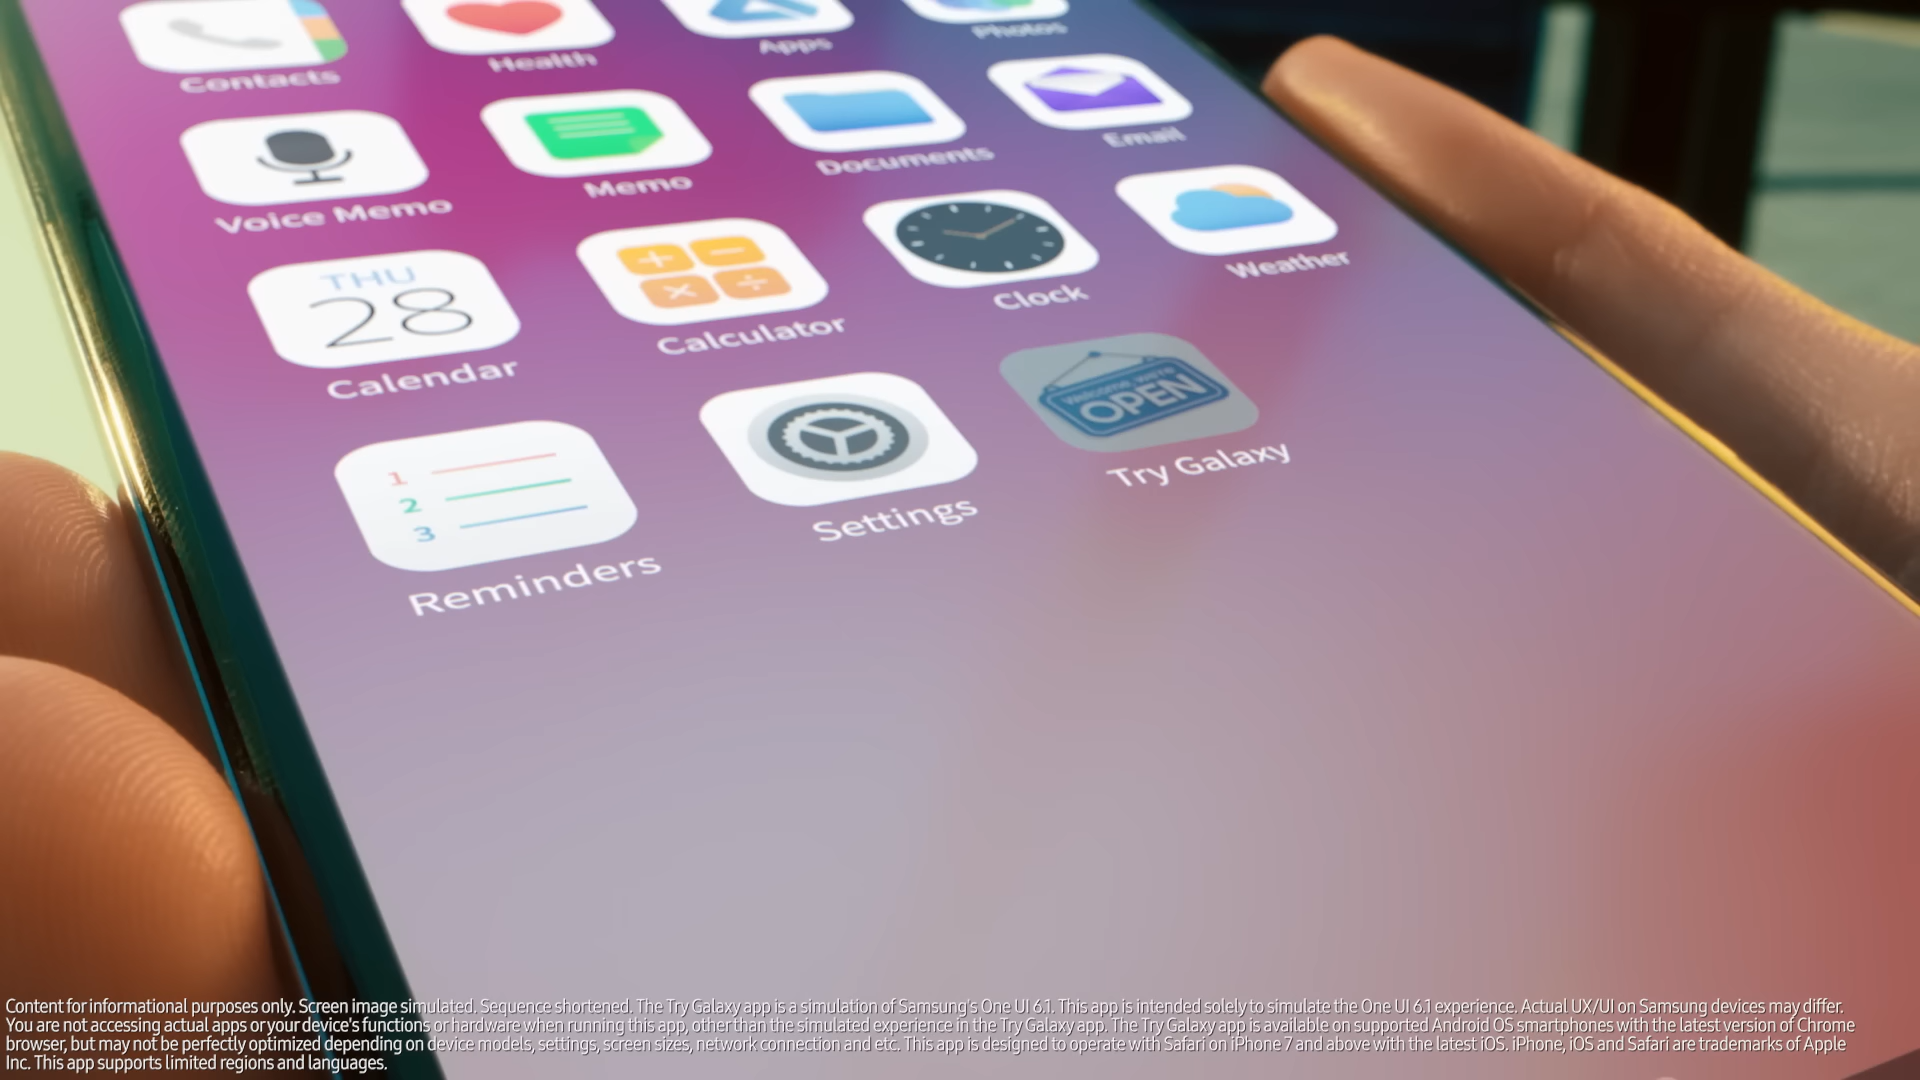 Contacts
Health
Apps
Photos
Voice Memo
Memo
Documents
Email
THU
28
Calendar
Calculator
Clock
Weather
1
2
3
Reminders
Settings
Welcome, we're
OPEN
Try Galaxy
Content for informational purposes only. Screen image simulated. Sequence shortened. The Try Galaxy app is a simulation of Samsung's One UI 6.1. This app is intended solely to simulate the One UI 6.1 experience. Actual UX/UI on Samsung devices may differ.
You are not accessing actual apps or your device's functions or hardware when running this app, other than the simulated experience in the Try Galaxy app. The Try Galaxy app is available on supported Android OS smartphones with the latest version of Chrome
browser, but may not be perfectly optimized depending on device models, settings, screen sizes, network connection and etc. This app is designed to operate with Safari on iPhone 7 and above with the latest iOS. iPhone, iOS and Safari are trademarks of Apple
Inc. This app supports limited regions and languages.